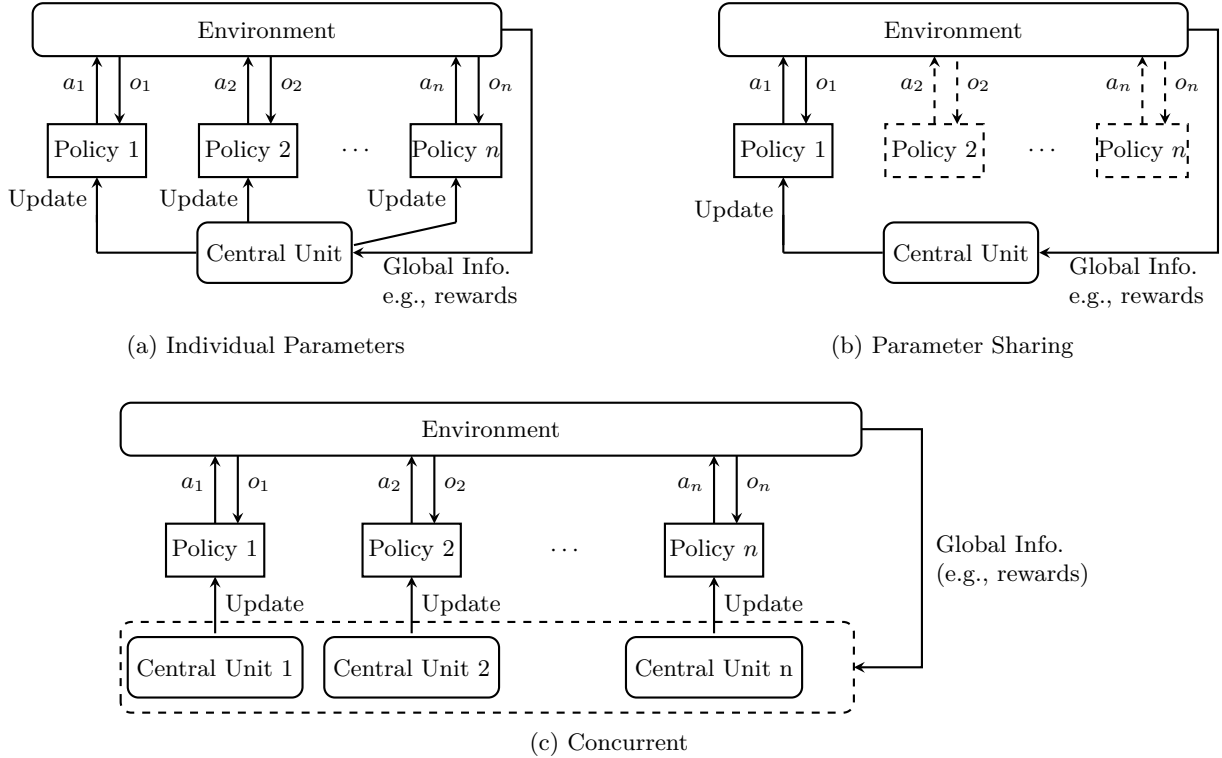 Environment
a1 o1 a2 o2 an on
Policy 1 Policy 2 ... Policy n
Update Update Update
Central Unit
Global Info.
e.g., rewards
(a) Individual Parameters
Environment
a1 o1 a2 o2 an on
Policy 1 Policy 2 ... Policy n
Update
Central Unit
Global Info.
e.g., rewards
(b) Parameter Sharing
Environment
a1 o1 a2 o2 an on
Policy 1 Policy 2 ... Policy n
Global Info.
(e.g., rewards)
Update Update Update
Central Unit 1 Central Unit 2 Central Unit n
(c) Concurrent